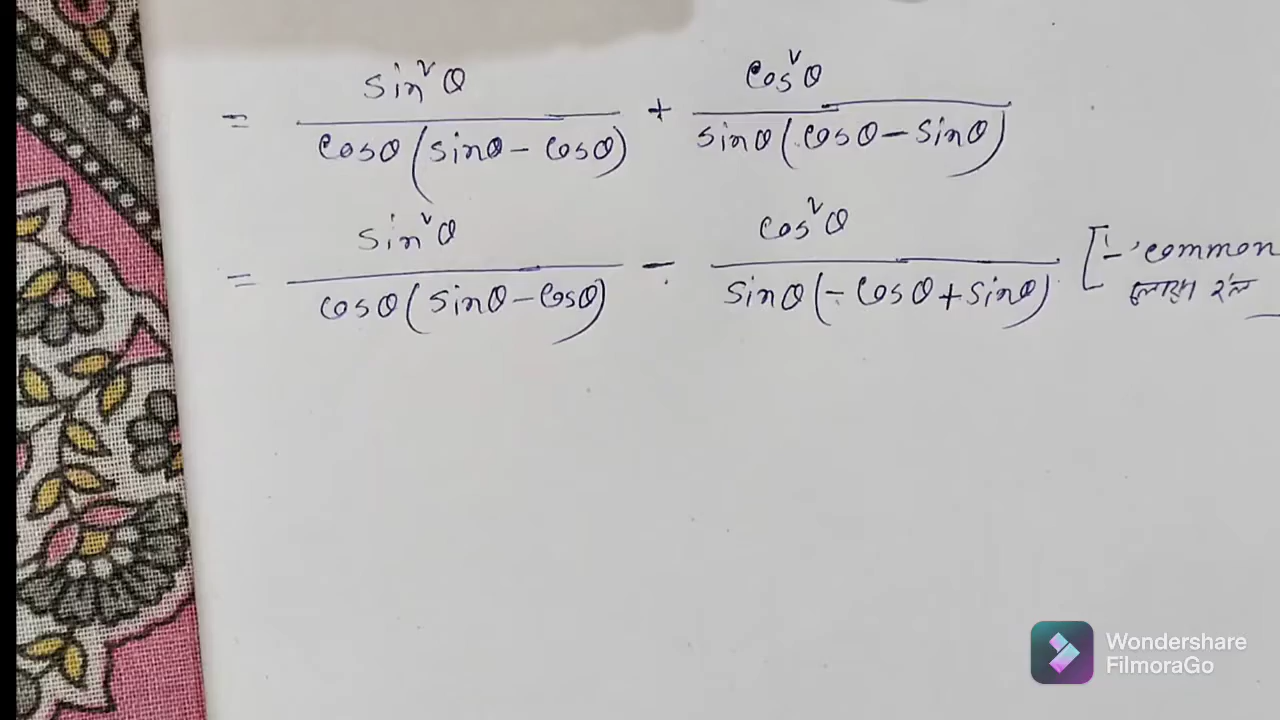 = sin²θ / cosθ(sinθ - cosθ) + cos²θ / sinθ(cosθ - sinθ)
= sin²θ / cosθ(sinθ - cosθ) - cos²θ / sinθ(-cosθ + sinθ) [- common
Wondershare
FilmoraGo